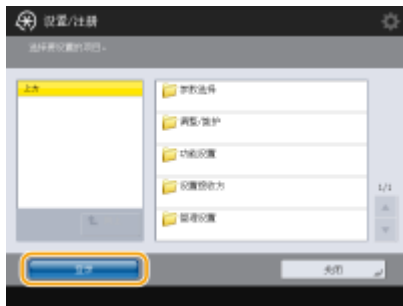 设置/注册
选择要设置的项目。
上方
参数选择
调整/维护
功能设置
设置接收方
管理设置
1/1
登录
关闭